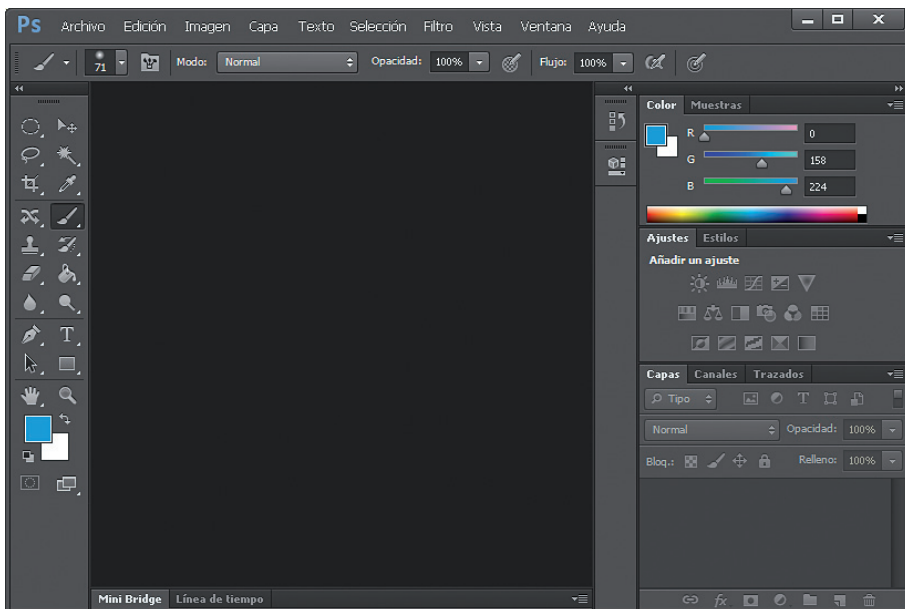 Ps Archivo Edición Imagen Capa Texto Selección Filtro Vista Ventana Ayuda
71 Modo: Normal Opacidad: 100% Flujo: 100%
Color Muestras
R 0
G 158
B 224
Ajustes Estilos
Añadir un ajuste
Capas Canales Trazados
Tipo T
Normal Opacidad: 100%
Bloq.: Relleno: 100%
T
fx
Mini Bridge Línea de tiempo